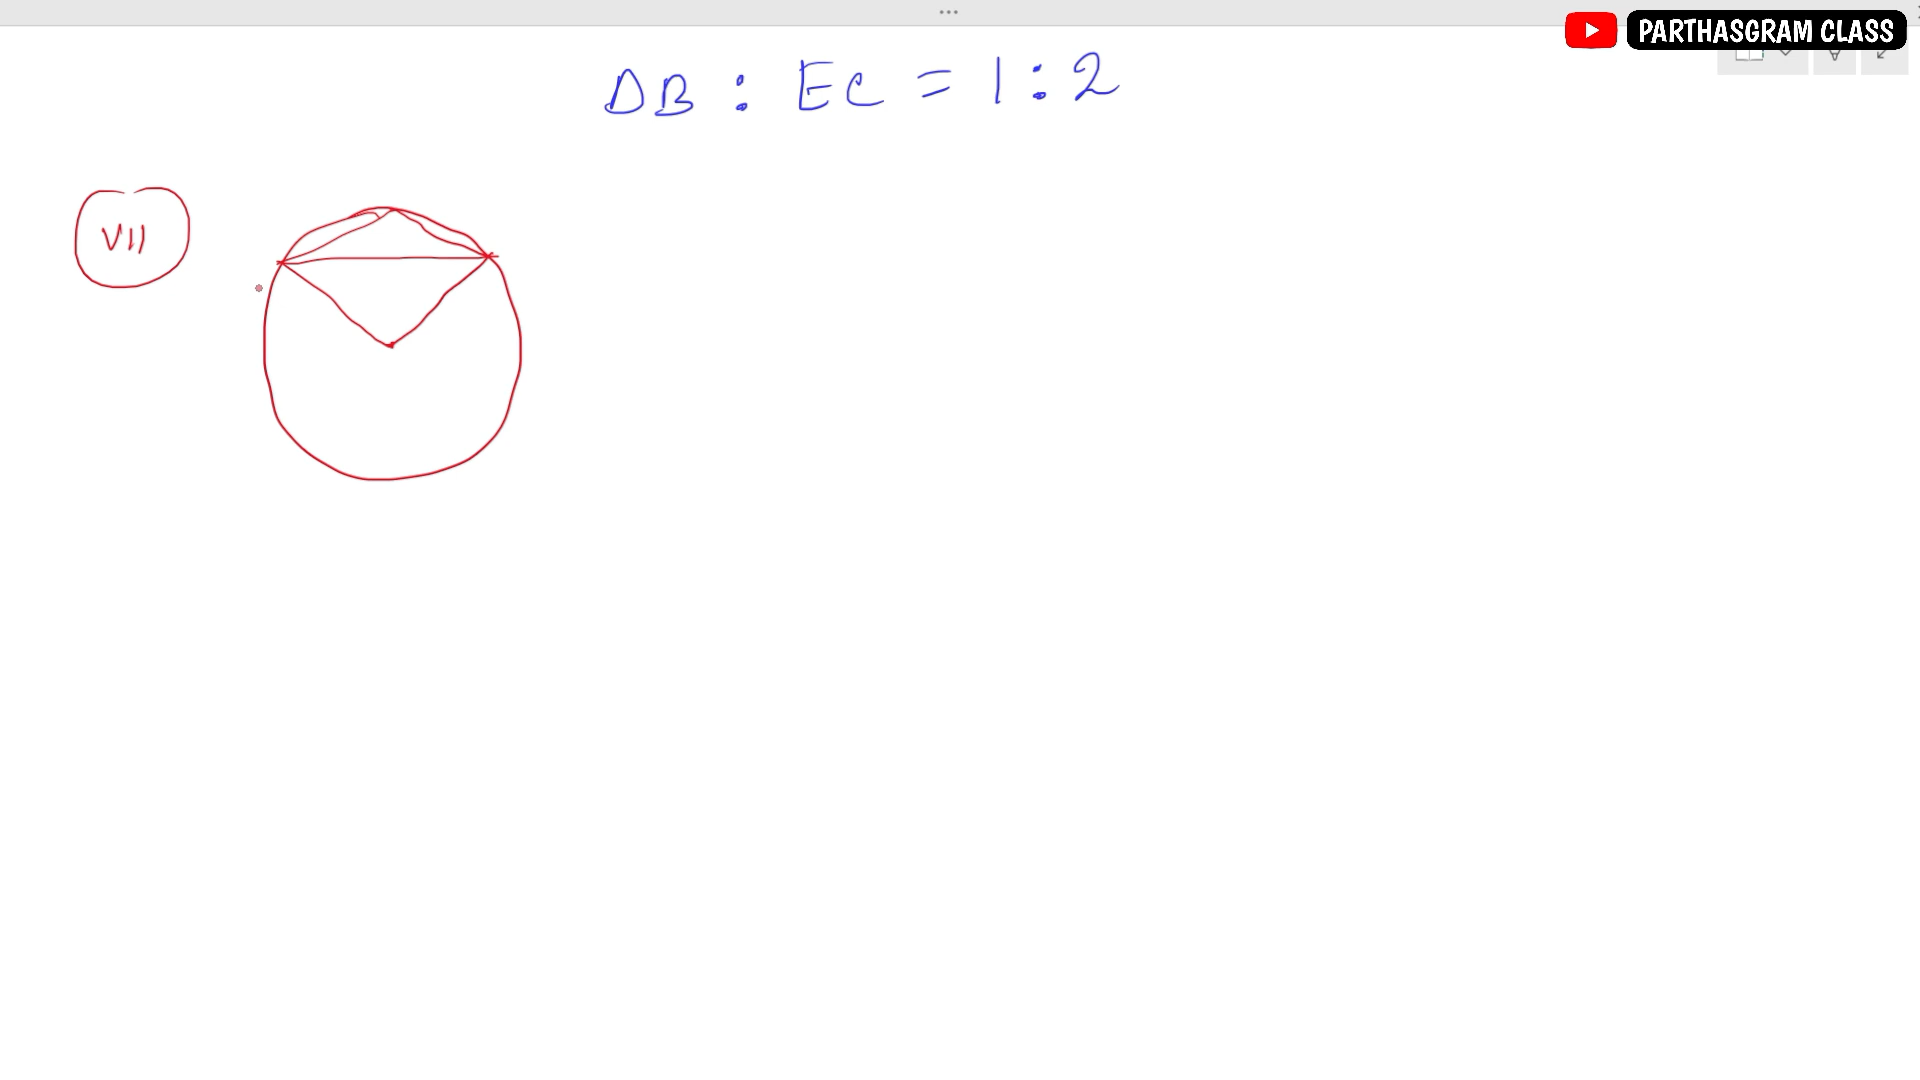 PARTHASGRAM CLASS
DB : EC = 1 : 2
VII